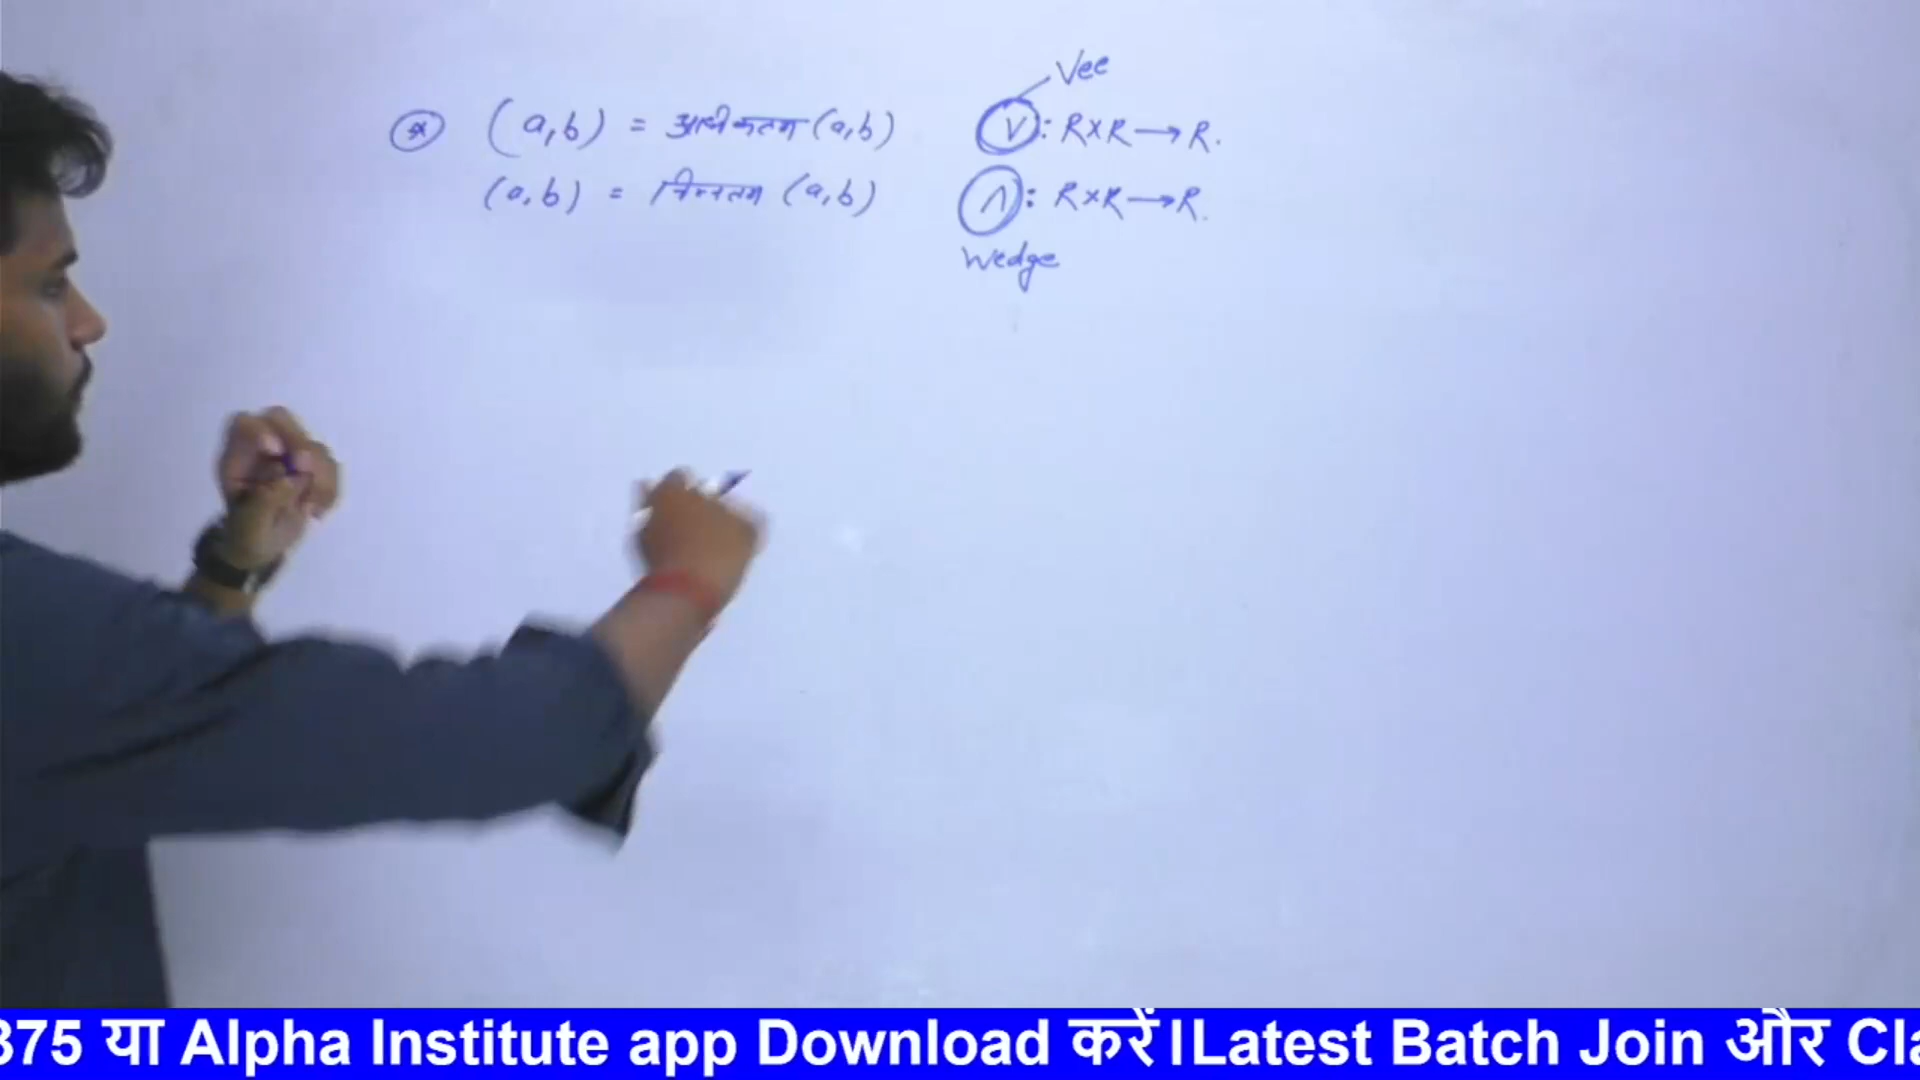 Vee
(*) (a,b) = अधिकतम (a,b) V : R×R ⟶ R.
(a,b) = निम्नतम (a,b) Λ : R×R ⟶ R.
Wedge
375 या Alpha Institute app Download करें।Latest Batch Join और Cla